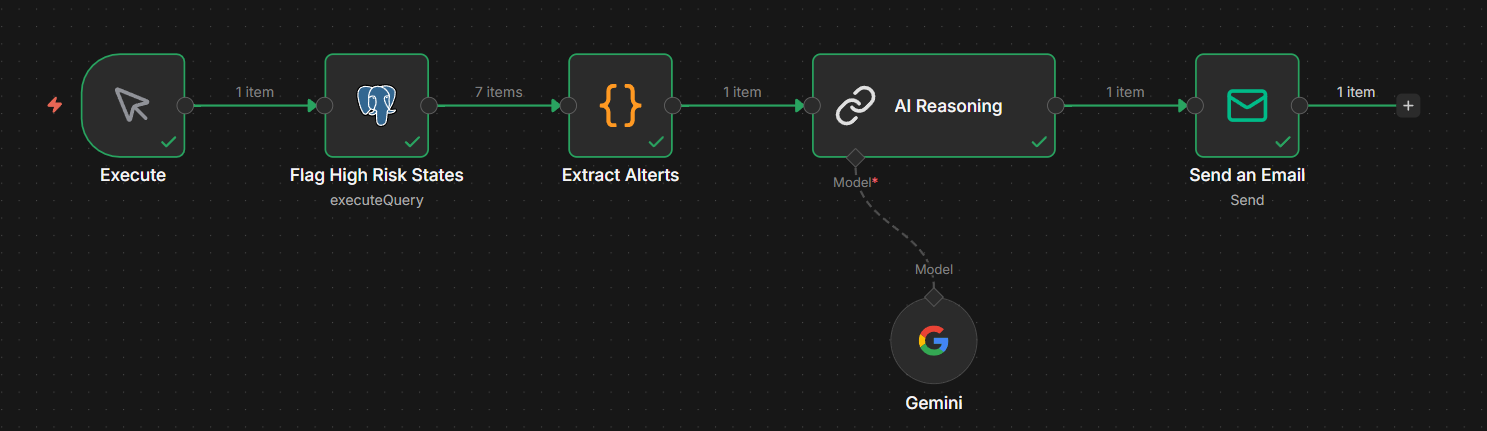 1 item
7 items
1 item
1 item
1 item
AI Reasoning
Execute
Flag High Risk States
executeQuery
Extract Alterts
Model*
Send an Email
Send
Model
Gemini